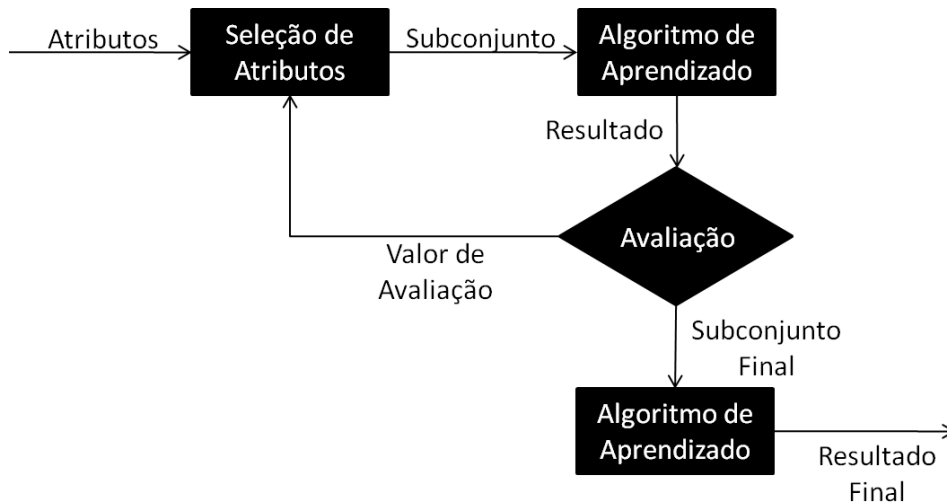 Atributos
Seleção de
Atributos
Subconjunto
Algoritmo de
Aprendizado
Resultado
Avaliação
Valor de
Avaliação
Subconjunto
Final
Algoritmo de
Aprendizado
Resultado
Final